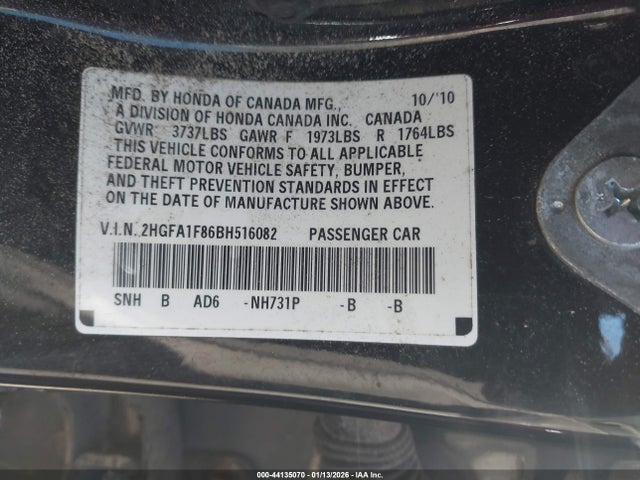 MFD. BY HONDA OF CANADA MFG., 10/'10
A DIVISION OF HONDA CANADA INC. CANADA
GVWR 3737LBS GAWR F 1973LBS R 1764LBS
THIS VEHICLE CONFORMS TO ALL APPLICABLE
FEDERAL MOTOR VEHICLE SAFETY, BUMPER,
AND THEFT PREVENTION STANDARDS IN EFFECT
ON THE DATE OF MANUFACTURE SHOWN ABOVE.
V.I.N. 2HGFA1F86BH516082 PASSENGER CAR
SNH B AD6 -NH731P -B -B
000-44135070 - 01/13/2026 - IAA Inc.